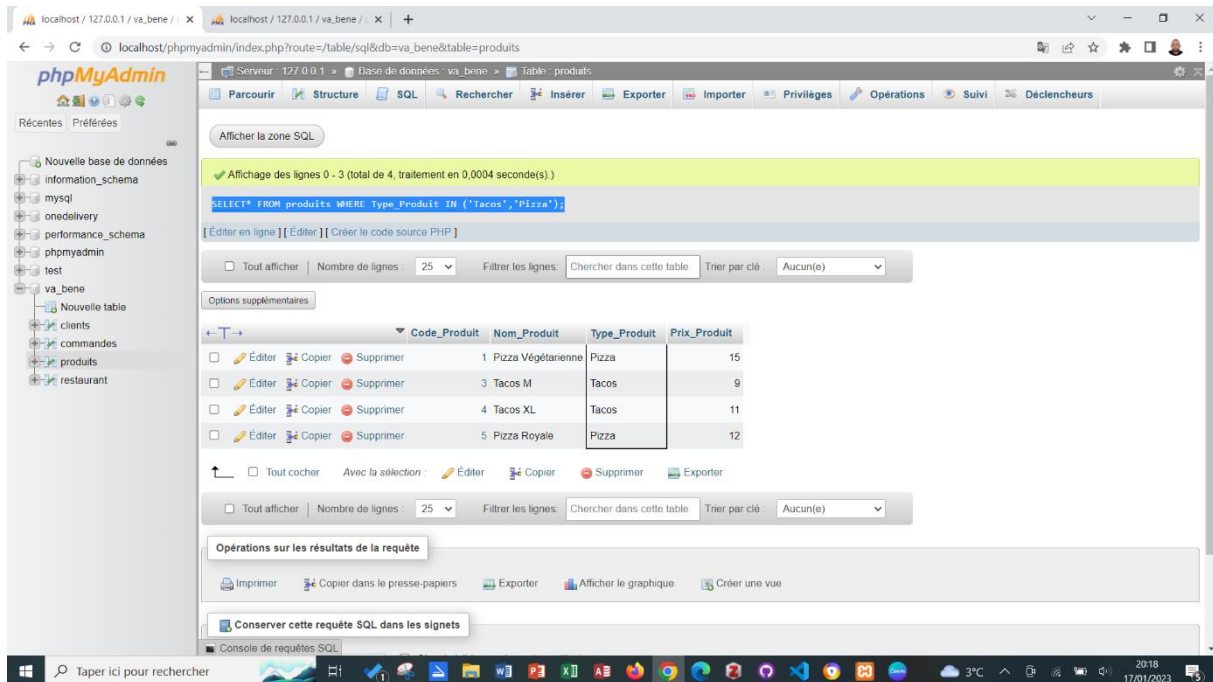 localhost / 127.0.0.1 / va_bene / localhost / 127.0.0.1 / va_bene /
localhost/phpmyadmin/index.php?route=/table/sql&db=va_bene&table=produits
phpMyAdmin
Récentes Préférées
Nouvelle base de données
information_schema
mysql
onedelivery
performance_schema
phpmyadmin
test
va_bene
Nouvelle table
clients
commandes
produits
restaurant
Serveur : 127.0.0.1 » Base de données : va_bene » Table : produits
Parcourir Structure SQL Rechercher Insérer Exporter Importer Privilèges Opérations Suivi Déclencheurs
Afficher la zone SQL
Affichage des lignes 0 - 3 (total de 4, traitement en 0,0004 seconde(s).)
SELECT* FROM produits WHERE Type_Produit IN ('Tacos','Pizza');
[ Éditer en ligne ] [ Éditer ] [ Créer le code source PHP ]
Tout afficher | Nombre de lignes : 25 Filtrer les lignes: Chercher dans cette table Trier par clé : Aucun(e)
Options supplémentaires
←T→ Code_Produit Nom_Produit Type_Produit Prix_Produit
Éditer Copier Supprimer 1 Pizza Végétarienne Pizza 15
Éditer Copier Supprimer 3 Tacos M Tacos 9
Éditer Copier Supprimer 4 Tacos XL Tacos 11
Éditer Copier Supprimer 5 Pizza Royale Pizza 12
Tout cocher Avec la sélection : Éditer Copier Supprimer Exporter
Tout afficher | Nombre de lignes : 25 Filtrer les lignes: Chercher dans cette table Trier par clé : Aucun(e)
Opérations sur les résultats de la requête
Imprimer Copier dans le presse-papiers Exporter Afficher le graphique Créer une vue
Conserver cette requête SQL dans les signets
Console de requêtes SQL
Taper ici pour rechercher
3°C
20:18
17/01/2023